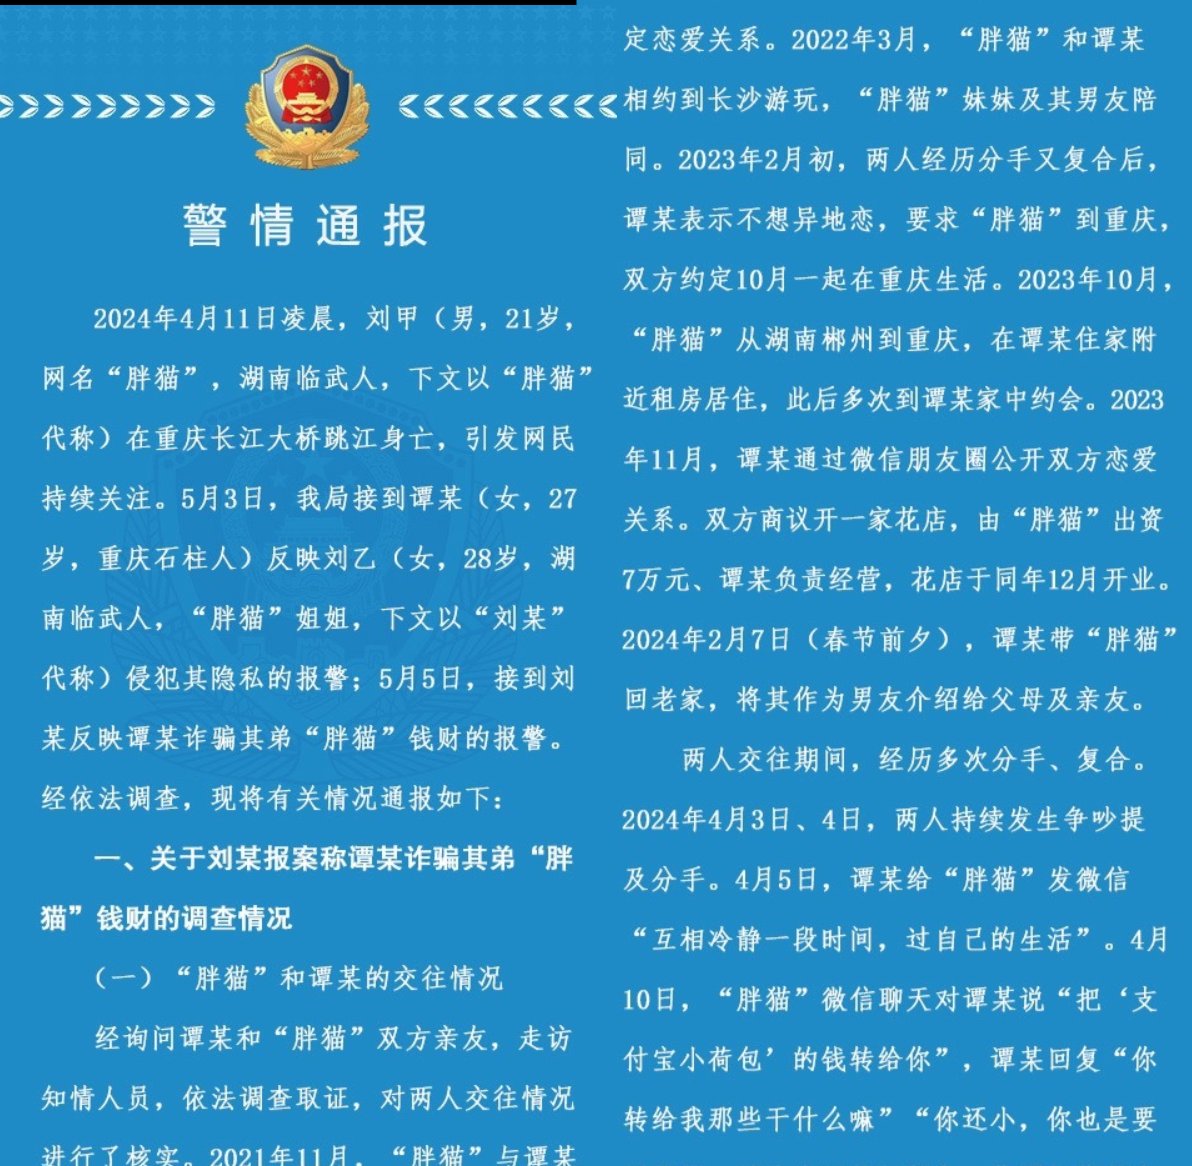 警情通报
2024年4月11日凌晨，刘甲（男，21岁，
网名“胖猫”，湖南临武人，下文以“胖猫”
代称）在重庆长江大桥跳江身亡，引发网民
持续关注。5月3日，我局接到谭某（女，27
岁，重庆石柱人）反映刘乙（女，28岁，湖
南临武人，“胖猫”姐姐，下文以“刘某”
代称）侵犯其隐私的报警；5月5日，接到刘
某反映谭某诈骗其弟“胖猫”钱财的报警。
经依法调查，现将有关情况通报如下：
一、关于刘某报案称谭某诈骗其弟“胖
猫”钱财的调查情况
（一）“胖猫”和谭某的交往情况
经询问谭某和“胖猫”双方亲友，走访
知情人员，依法调查取证，对两人交往情况
进行了核实。2021年11月，“胖猫”与谭某
定恋爱关系。2022年3月，“胖猫”和谭某
相约到长沙游玩，“胖猫”妹妹及其男友陪
同。2023年2月初，两人经历分手又复合后，
谭某表示不想异地恋，要求“胖猫”到重庆，
双方约定10月一起在重庆生活。2023年10月，
“胖猫”从湖南郴州到重庆，在谭某住家附
近租房居住，此后多次到谭某家中约会。2023
年11月，谭某通过微信朋友圈公开双方恋爱
关系。双方商议开一家花店，由“胖猫”出资
7万元、谭某负责经营，花店于同年12月开业。
2024年2月7日（春节前夕），谭某带“胖猫”
回老家，将其作为男友介绍给父母及亲友。
两人交往期间，经历多次分手、复合。
2024年4月3日、4日，两人持续发生争吵提
及分手。4月5日，谭某给“胖猫”发微信
“互相冷静一段时间，过自己的生活”。4月
10日，“胖猫”微信聊天对谭某说“把‘支
付宝小荷包’的钱转给你”，谭某回复“你
转给我那些干什么嘛”“你还小，你也是要